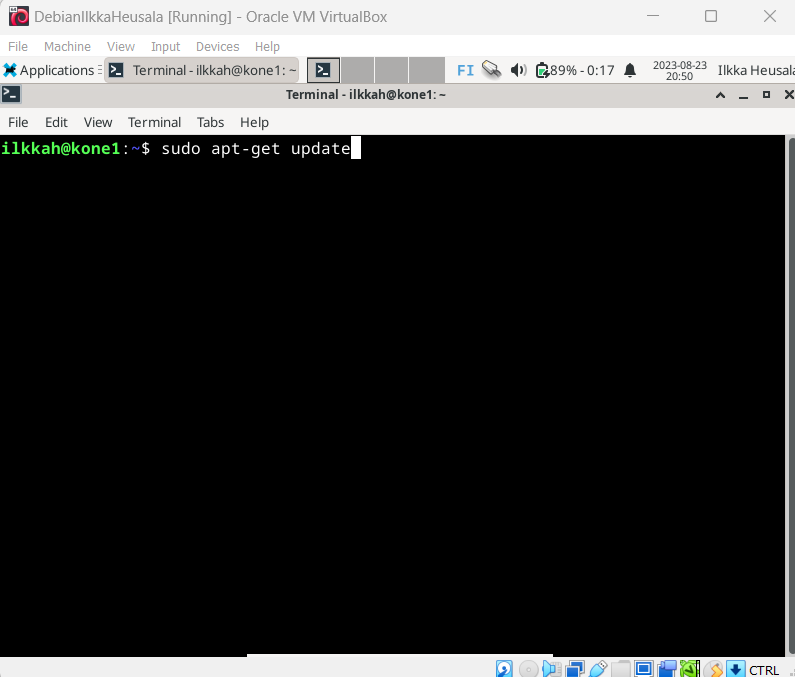 DebianIlkkaHeusala [Running] - Oracle VM VirtualBox
File Machine View Input Devices Help
Applications Terminal - ilkkah@kone1: ~ FI 89% - 0:17 2023-08-23 20:50 Ilkka Heusala
Terminal - ilkkah@kone1: ~
File Edit View Terminal Tabs Help
ilkkah@kone1:~$ sudo apt-get update
CTRL